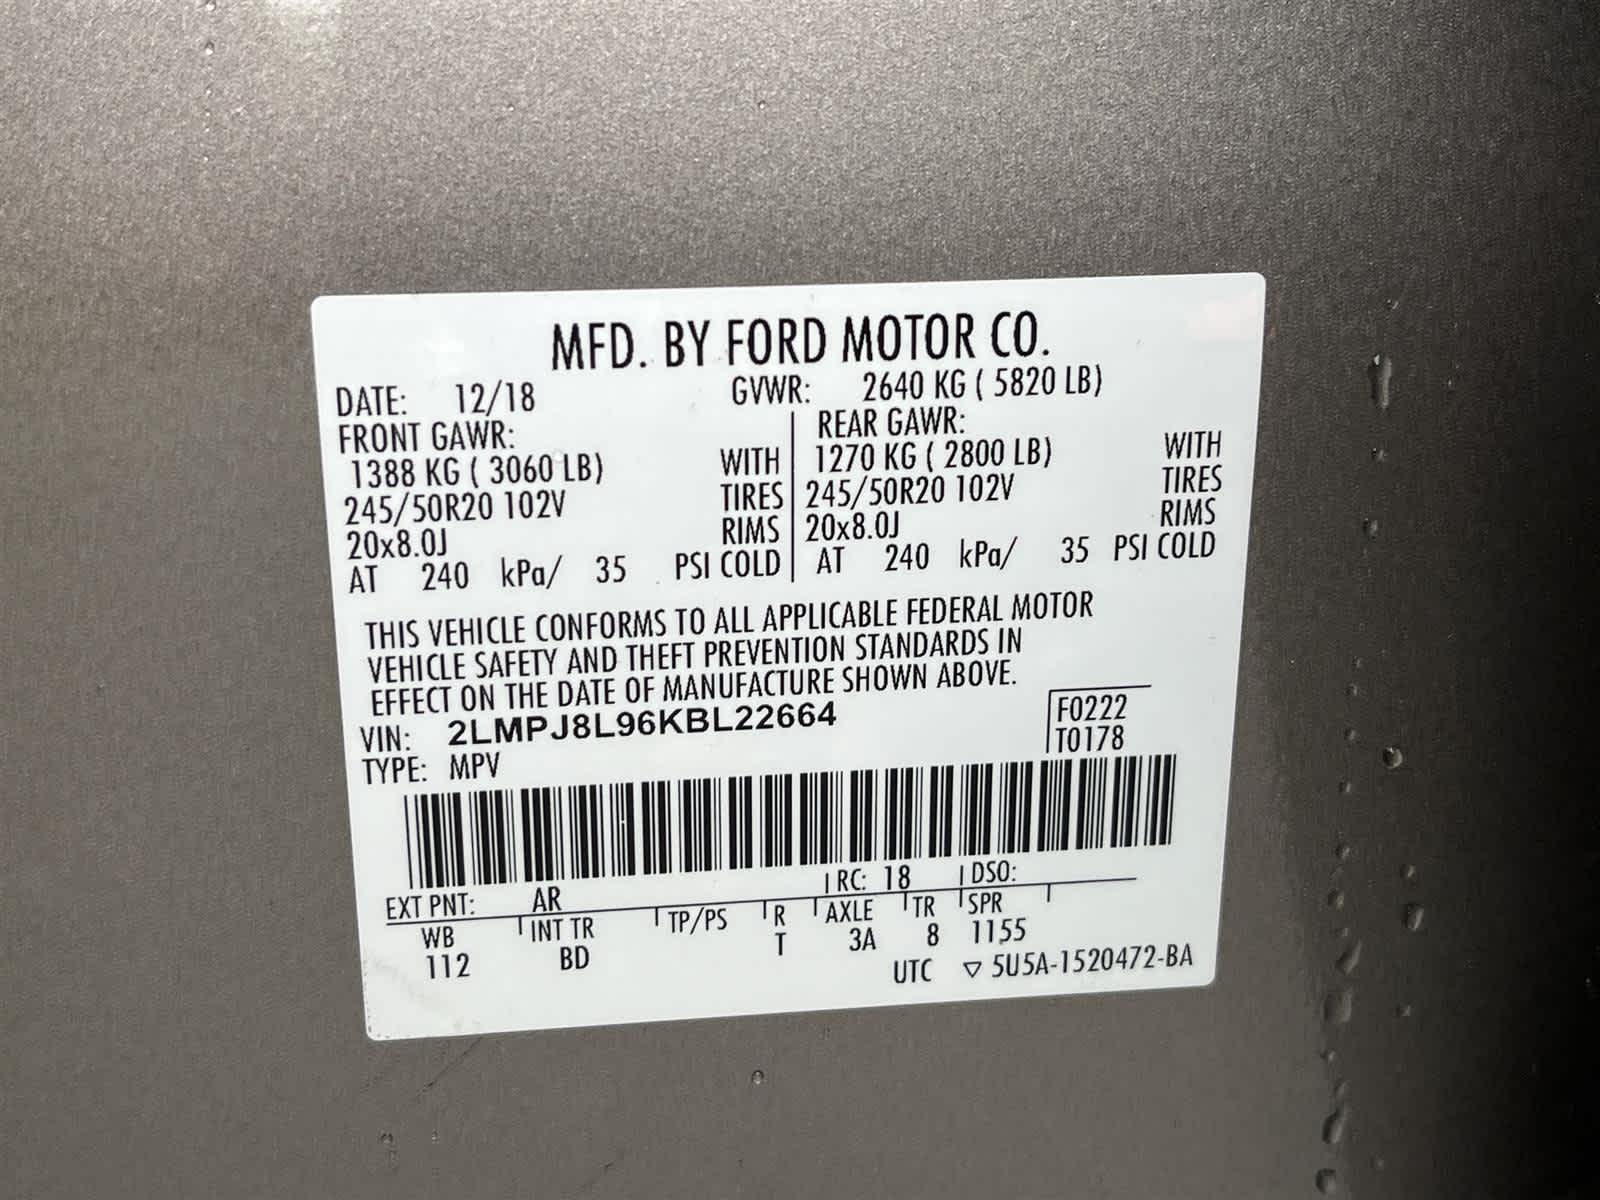 MFD. BY FORD MOTOR CO.
DATE: 12/18 GVWR: 2640 KG ( 5820 LB)
FRONT GAWR: REAR GAWR:
1388 KG ( 3060 LB) WITH 1270 KG ( 2800 LB) WITH
245/50R20 102V TIRES 245/50R20 102V TIRES
20x8.0J RIMS 20x8.0J RIMS
AT 240 kPa/ 35 PSI COLD AT 240 kPa/ 35 PSI COLD
THIS VEHICLE CONFORMS TO ALL APPLICABLE FEDERAL MOTOR
VEHICLE SAFETY AND THEFT PREVENTION STANDARDS IN
EFFECT ON THE DATE OF MANUFACTURE SHOWN ABOVE.
VIN: 2LMPJ8L96KBL22664 F0222
TYPE: MPV T0178
EXT PNT: AR RC: 18 DSO:
WB INT TR TP/PS R AXLE TR SPR
112 BD T 3A 8 1155
UTC ▽ 5U5A-1520472-BA